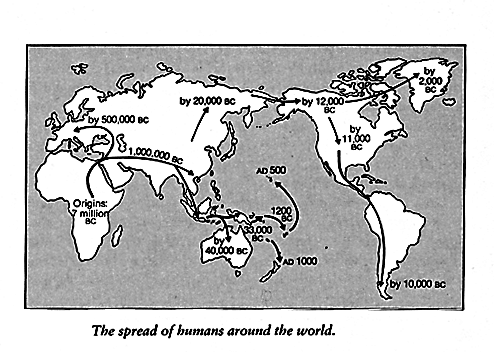 by
2,000
BC
by 20,000 BC
by 12,000
BC
by 500,000 BC
by
11,000
BC
1,000,000 BC
AD 500
Origins:
7 million
BC
1200
BC
33,000
BC
by
40,000 BC
AD 1000
by 10,000 BC
The spread of humans around the world.